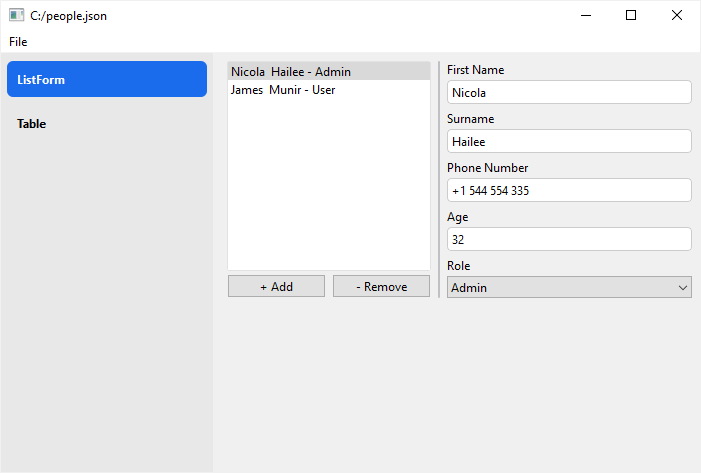 C:/people.json
File
ListForm
Table
Nicola  Hailee - Admin
James  Munir - User
+ Add
- Remove
First Name
Nicola
Surname
Hailee
Phone Number
+1 544 554 335
Age
32
Role
Admin